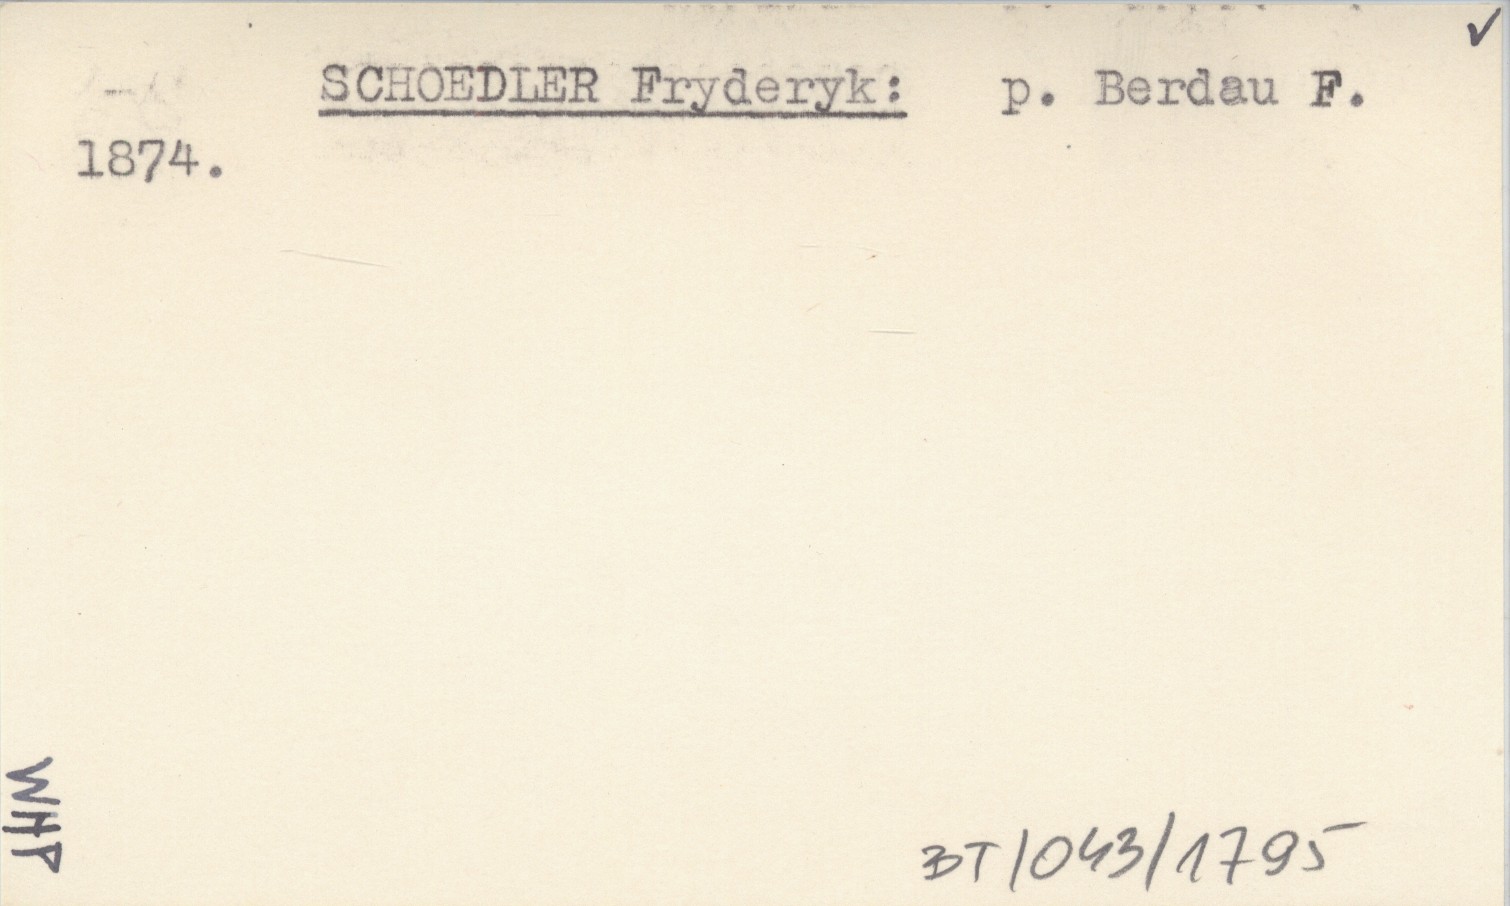 SCHOEDLER Fryderyk: p. Berdau F.
1874.
WHP
BT/043/1795